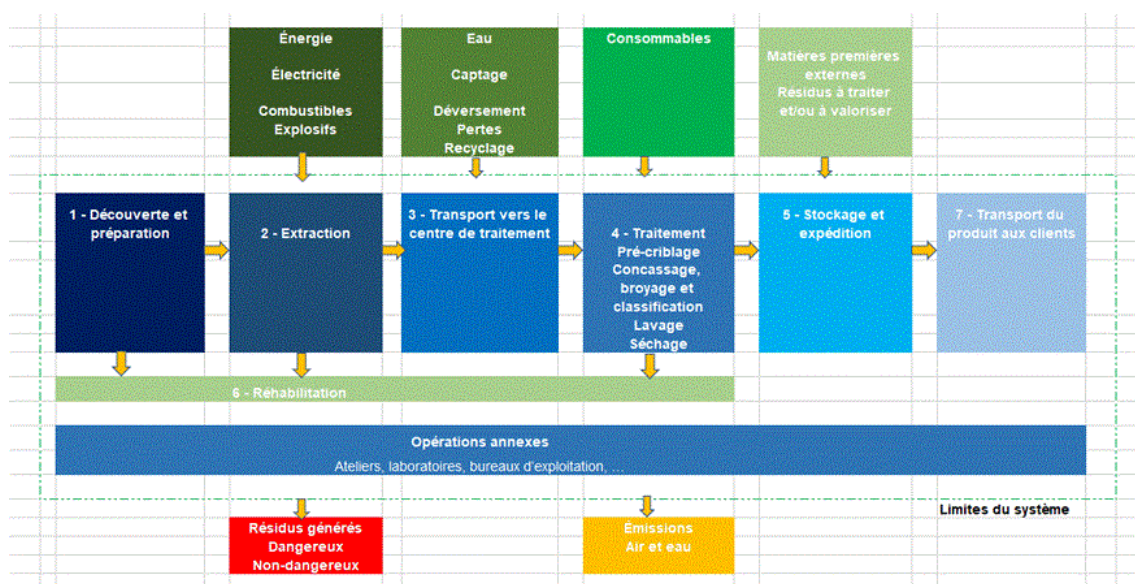 Énergie
Électricité
Combustibles
Explosifs
Eau
Captage
Déversement
Pertes
Recyclage
Consommables
Matières premières
externes
Résidus à traiter
et/ou à valoriser
1 - Découverte et
préparation
2 - Extraction
3 - Transport vers le
centre de traitement
4 - Traitement
Pré-criblage
Concassage,
broyage et
classification
Lavage
Séchage
5 - Stockage et
expédition
7 - Transport du
produit aux clients
6 - Réhabilitation
Opérations annexes
Ateliers, laboratoires, bureaux d'exploitation, ...
Limites du système
Résidus générés
Dangereux
Non-dangereux
Émissions
Air et eau